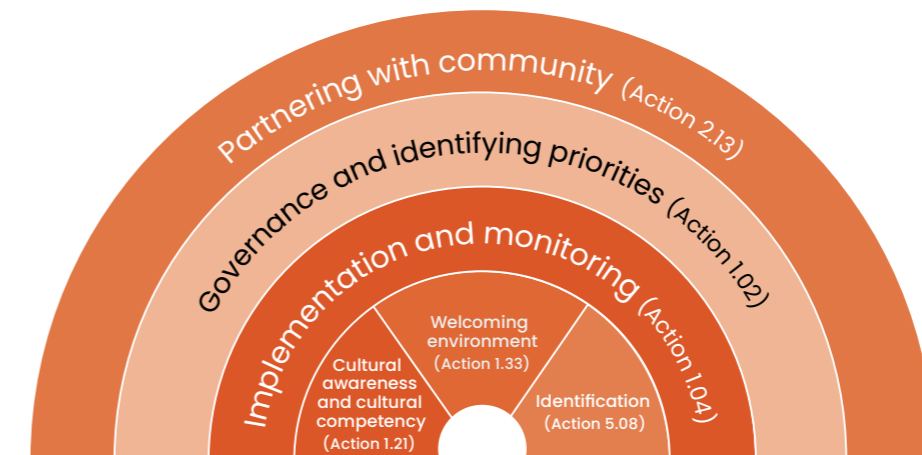 Partnering with community (Action 2.13)
Governance and identifying priorities (Action 1.02)
Implementation and monitoring (Action 1.04)
Welcoming
environment
(Action 1.33)
Cultural
awareness
and cultural
competency
(Action 1.21)
Identification
(Action 5.08)